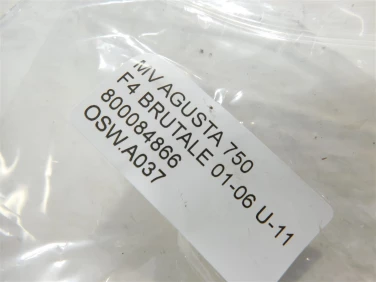 MV AGUSTA 750
F4 BRUTALE 01-06 U-11
800084866
OSW.A037